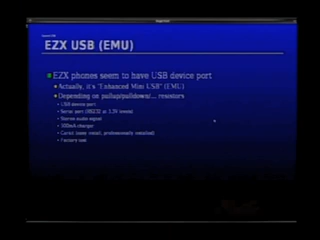 EZX USB (EMU)
EZX phones seem to have USB device port
Actually, it's "Enhanced Mini USB" (EMU)
Depending on pullup/pulldown/... resistors
USB device port
Serial port (RS232 at 3.3V levels)
Stereo audio signal
charger
Carkit (basic install, professionally installed)
Factory test